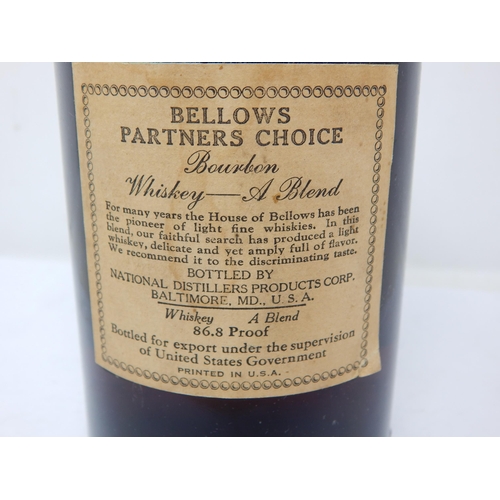 BELLOWS
PARTNERS CHOICE
Bourbon
Whiskey—A Blend
For many years the House of Bellows has been
the pioneer of light fine whiskies. In this
blend, our faithful search has produced a light
whiskey, delicate and yet amply full of flavor.
We recommend it to the discriminating taste.
BOTTLED BY
NATIONAL DISTILLERS PRODUCTS CORP.
BALTIMORE, MD., U. S. A.
Whiskey A Blend
86.8 Proof
Bottled for export under the supervision
of United States Government
PRINTED IN U.S.A.